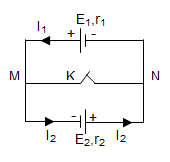 E₁,r₁
I₁ + -
M K N
- +
I₂ I₂
E₂,r₂